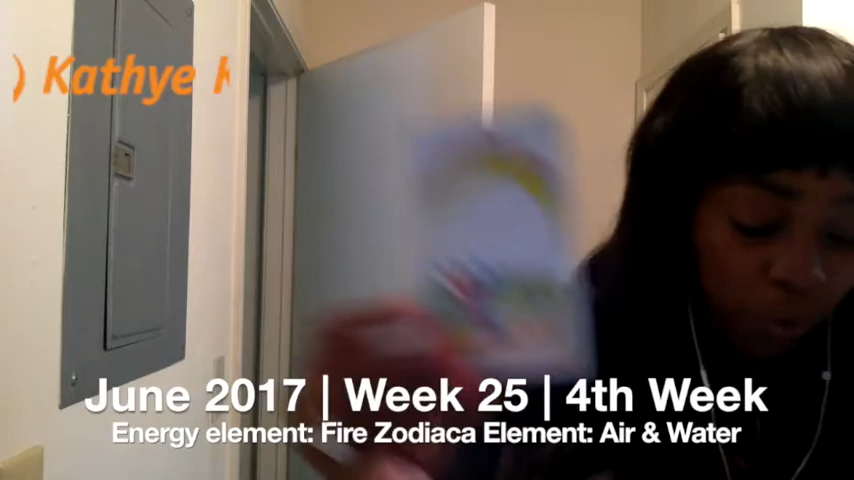 ) Kathye K
June 2017 | Week 25 | 4th Week
Energy element: Fire Zodiaca Element: Air & Water